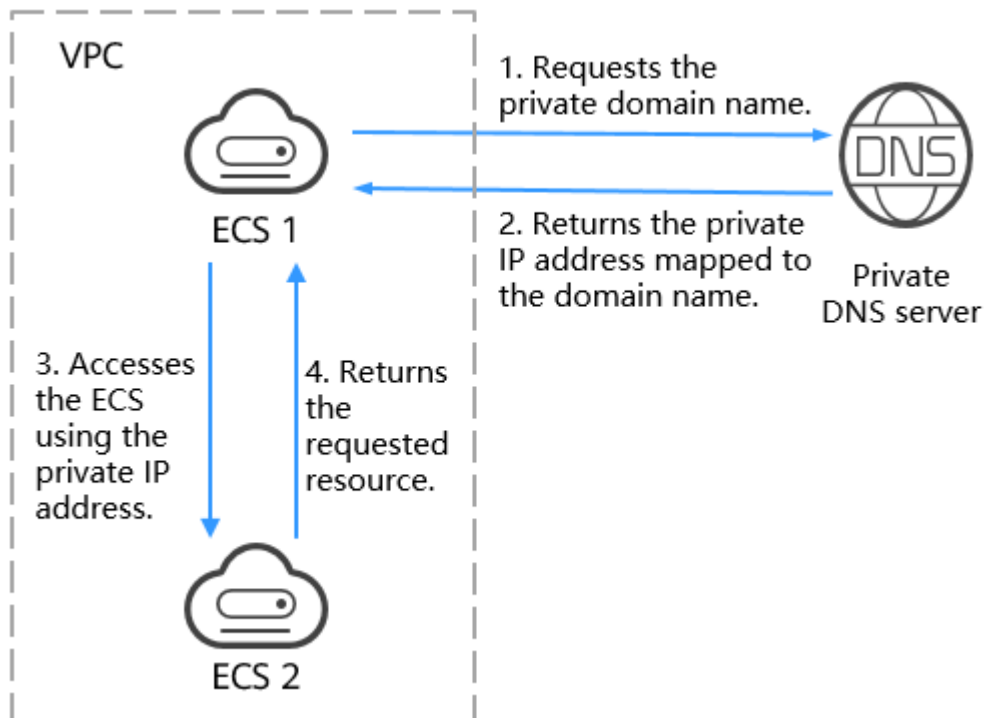 VPC
1. Requests the
private domain name.
DNS
ECS 1
2. Returns the private
IP address mapped to
the domain name.
Private
DNS server
3. Accesses
the ECS
using the
private IP
address.
4. Returns
the
requested
resource.
ECS 2